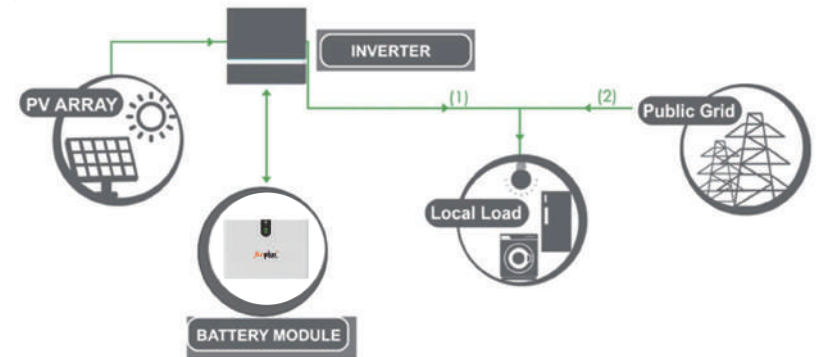 INVERTER
PV ARRAY
(1)
(2)
Public Grid
Local Load
BATTERY MODULE